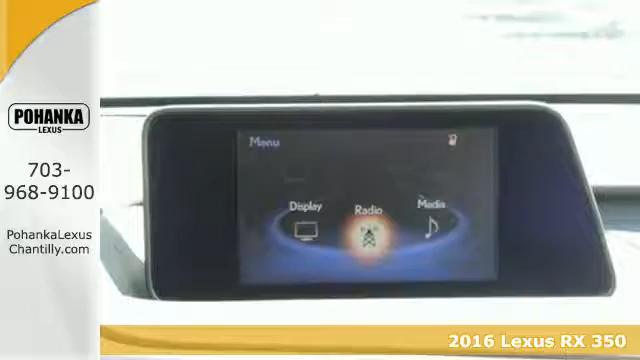 POHANKA
LEXUS
703-
968-9100
PohankaLexus
Chantilly.com
Menu
Display
Radio
Media
2016 Lexus RX 350